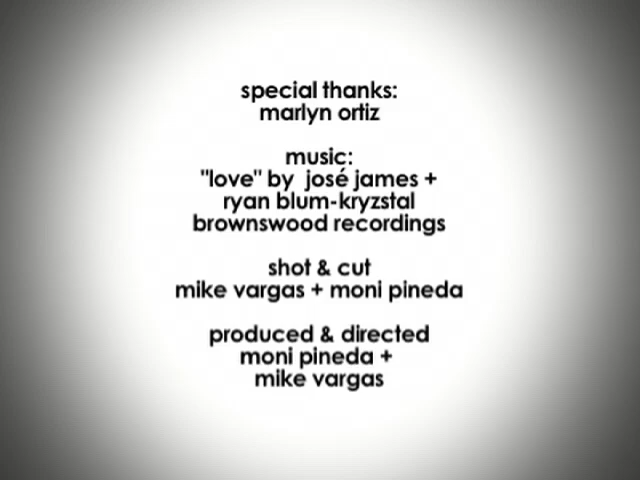 special thanks:
marlyn ortiz
music:
"love" by josé james +
ryan blum-kryzstal
brownswood recordings
shot & cut
mike vargas + moni pineda
produced & directed
moni pineda +
mike vargas